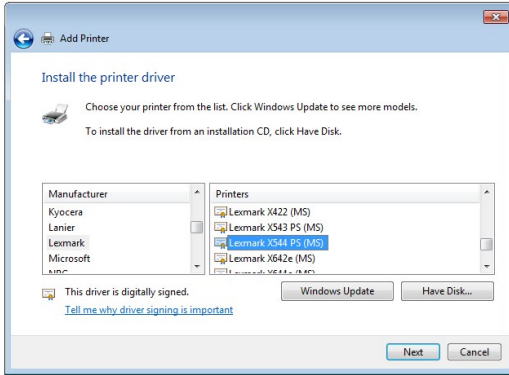 Add Printer
Install the printer driver
Choose your printer from the list. Click Windows Update to see more models.
To install the driver from an installation CD, click Have Disk.
Manufacturer
Kyocera
Lanier
Lexmark
Microsoft
Printers
Lexmark X422 (MS)
Lexmark X543 PS (MS)
Lexmark X544 PS (MS)
Lexmark X642e (MS)
This driver is digitally signed.
Tell me why driver signing is important
Windows Update
Have Disk...
Next
Cancel